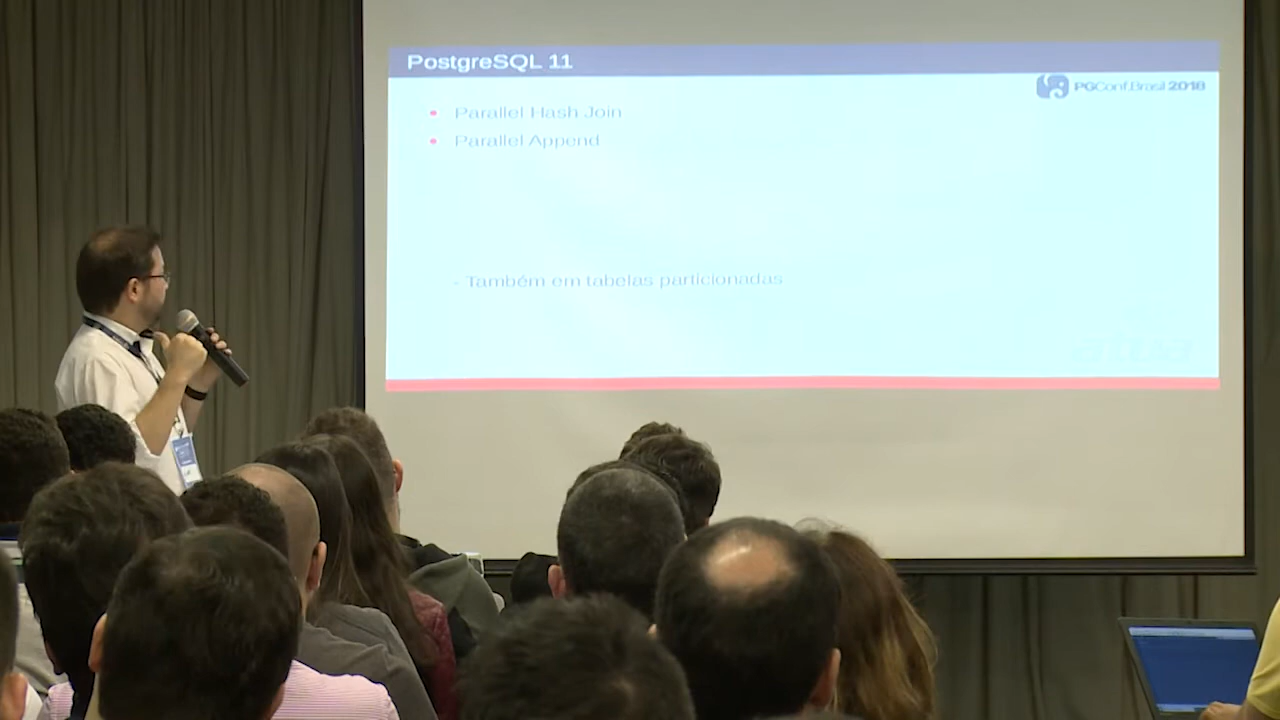 PostgreSQL 11
PGConf.Brasil 2018
Parallel Hash Join
Parallel Append
- Também em tabelas particionadas